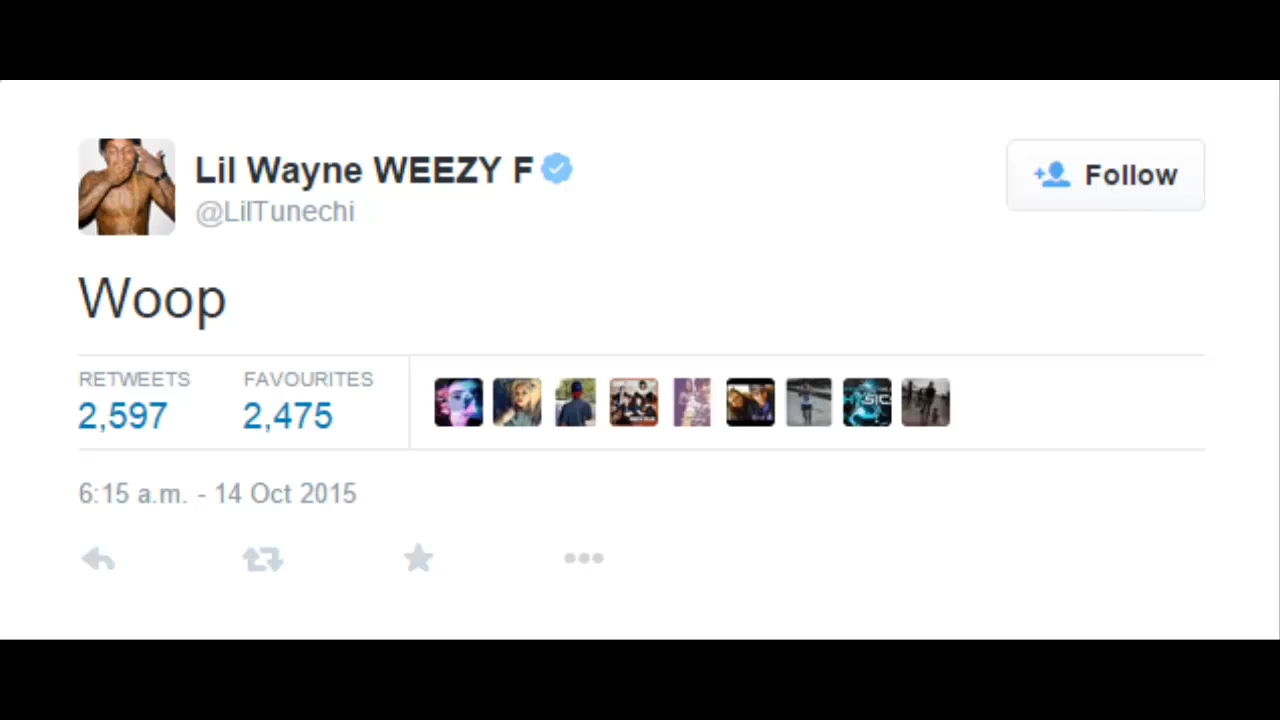 Lil Wayne WEEZY F
@LilTunechi
Follow
Woop
RETWEETS FAVOURITES
2,597 2,475
6:15 a.m. - 14 Oct 2015